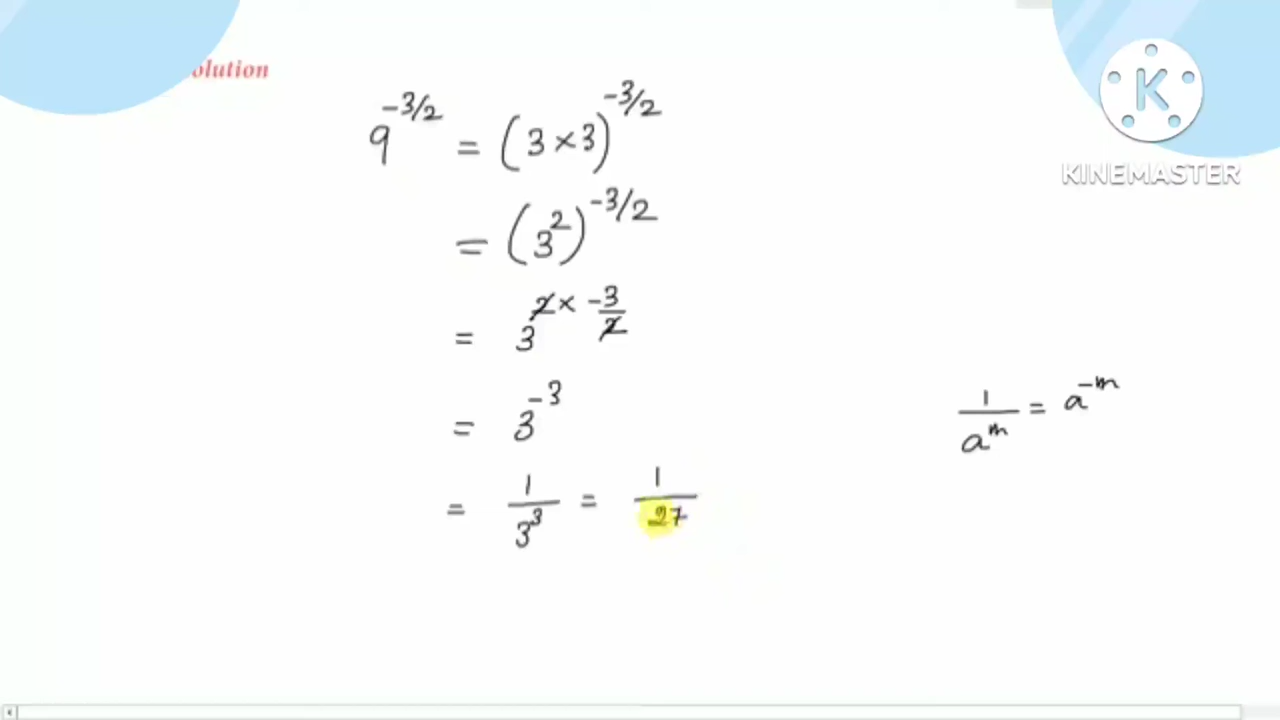 olution
KINEMASTER
9^{-3/2} = (3×3)^{-3/2}
= (3^2)^{-3/2}
= 3^{2× -3/2}
= 3^{-3}
1/a^m = a^{-m}
= 1/3^3 = 1/27